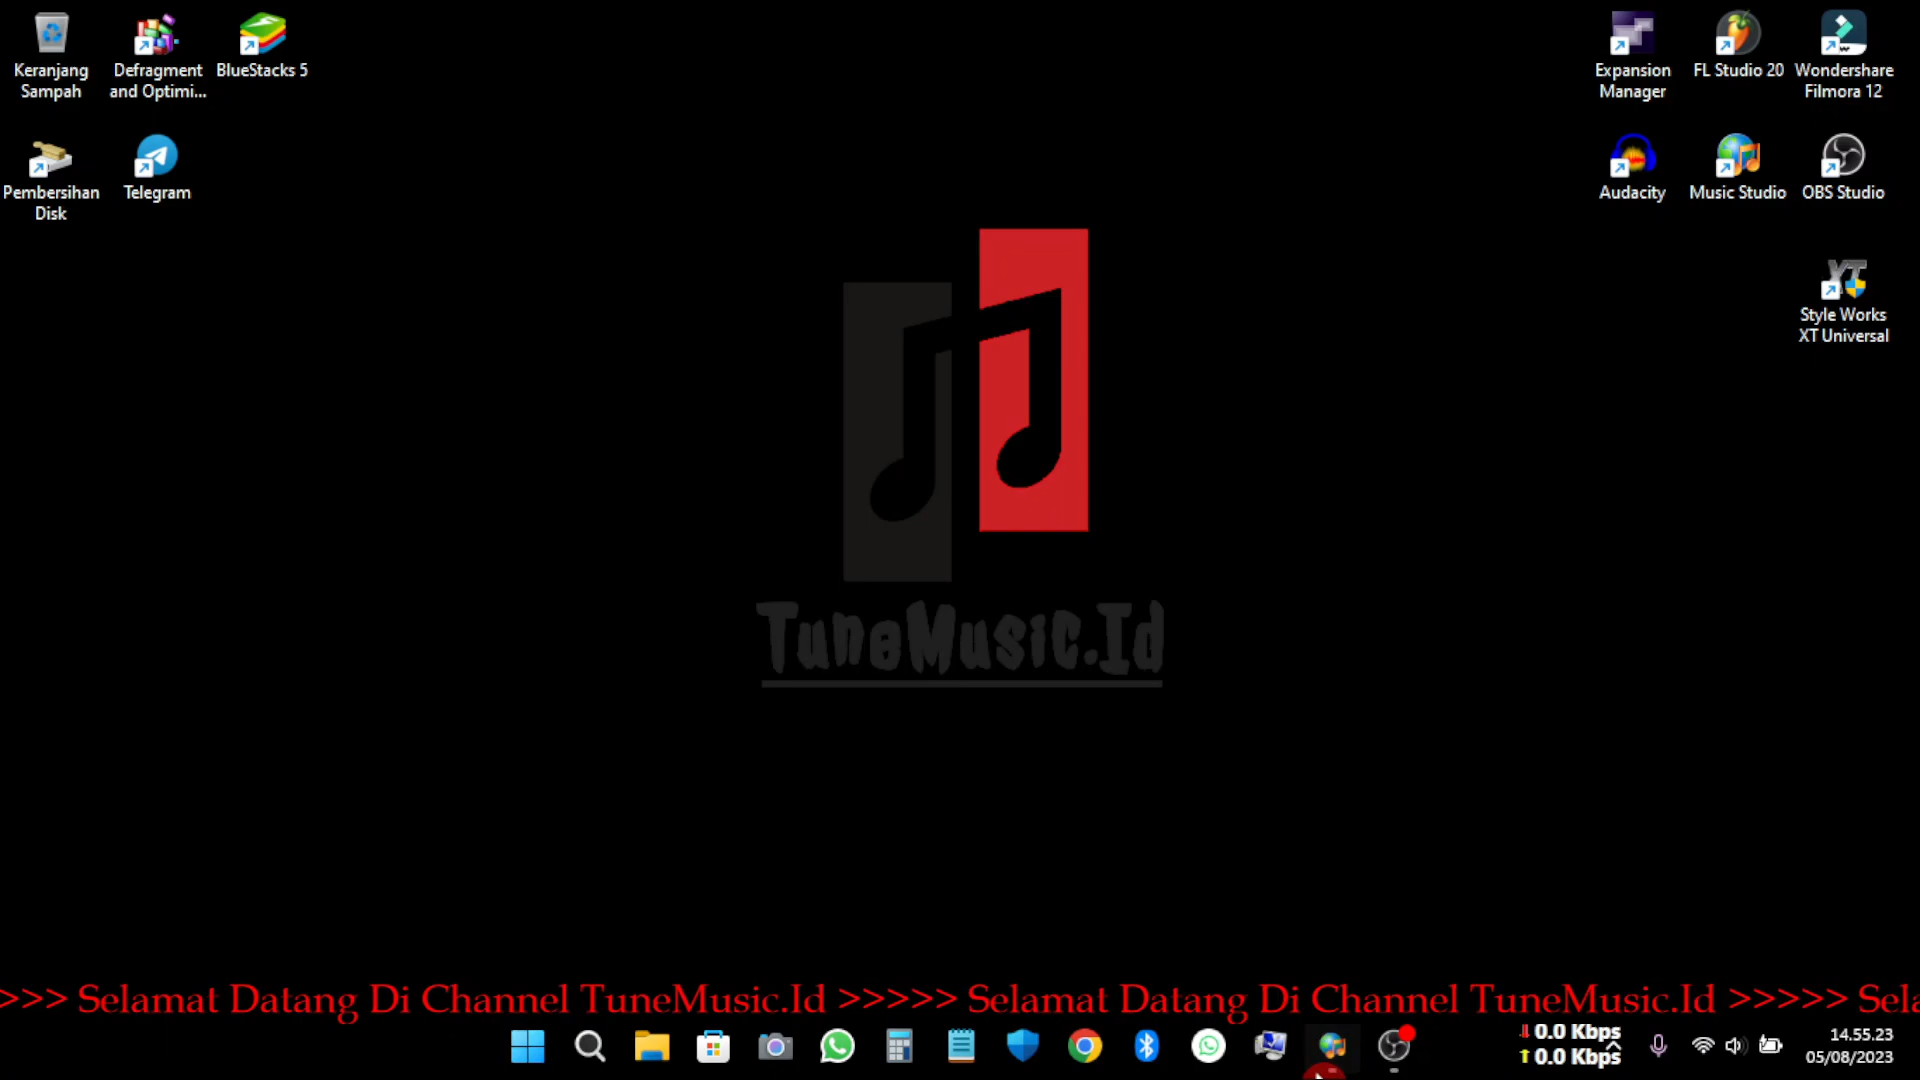 Keranjang
Sampah
Defragment
and Optimi...
BlueStacks 5
Pembersihan
Disk
Telegram
Expansion
Manager
FL Studio 20
Wondershare
Filmora 12
Audacity
Music Studio
OBS Studio
XT
Style Works
XT Universal
TuneMusic.Id
>>> Selamat Datang Di Channel TuneMusic.Id >>>>> Selamat Datang Di Channel TuneMusic.Id >>>>> Sela
0.0 Kbps
0.0 Kbps
14.55.23
05/08/2023